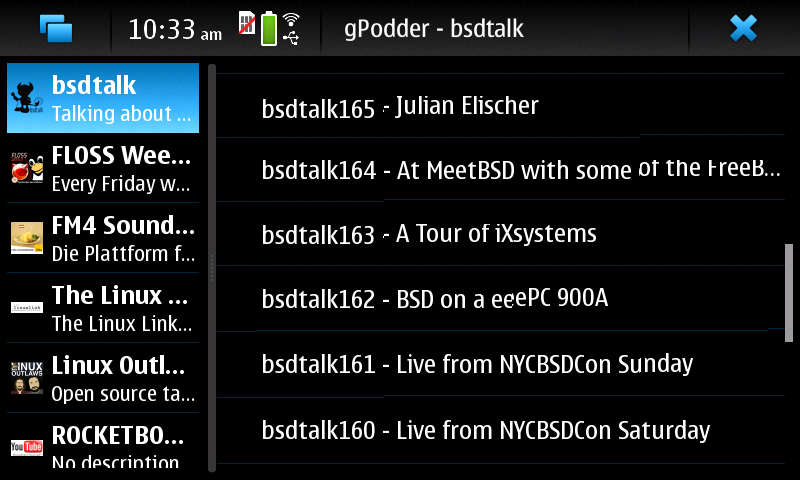 10:33 am
gPodder - bsdtalk
bsdtalk
Talking about ...
FLOSS Wee...
Every Friday w...
FM4 Sound...
Die Plattform f...
The Linux ...
The Linux Link...
Linux Outl...
Open source ta...
ROCKETBO...
No description
bsdtalk165 - Julian Elischer
bsdtalk164 - At MeetBSD with some of the FreeB...
bsdtalk163 - A Tour of iXsystems
bsdtalk162 - BSD on a eeePC 900A
bsdtalk161 - Live from NYCBSDCon Sunday
bsdtalk160 - Live from NYCBSDCon Saturday